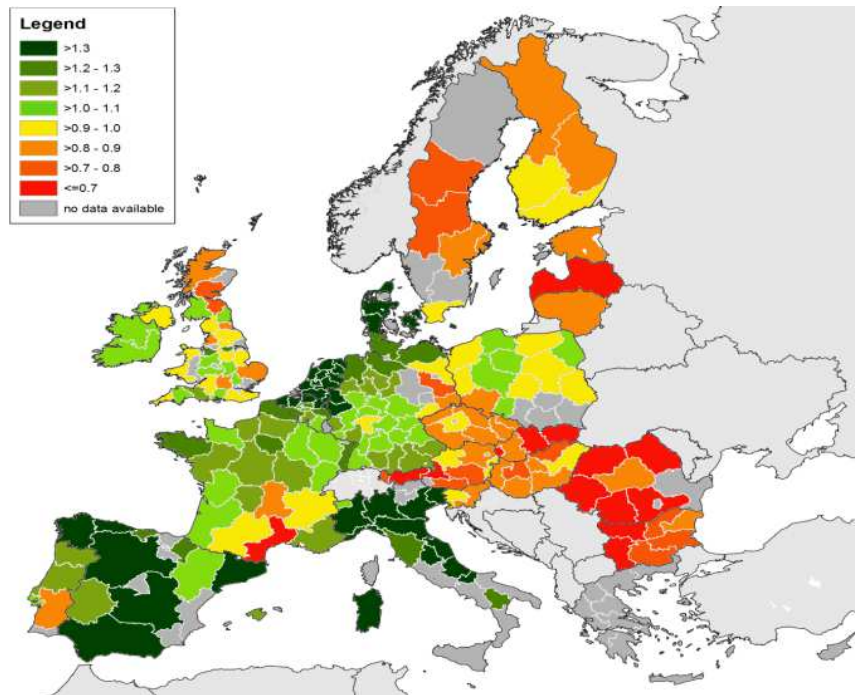 Legend
>1.3
>1.2 - 1.3
>1.1 - 1.2
>1.0 - 1.1
>0.9 - 1.0
>0.8 - 0.9
>0.7 - 0.8
<=0.7
no data available